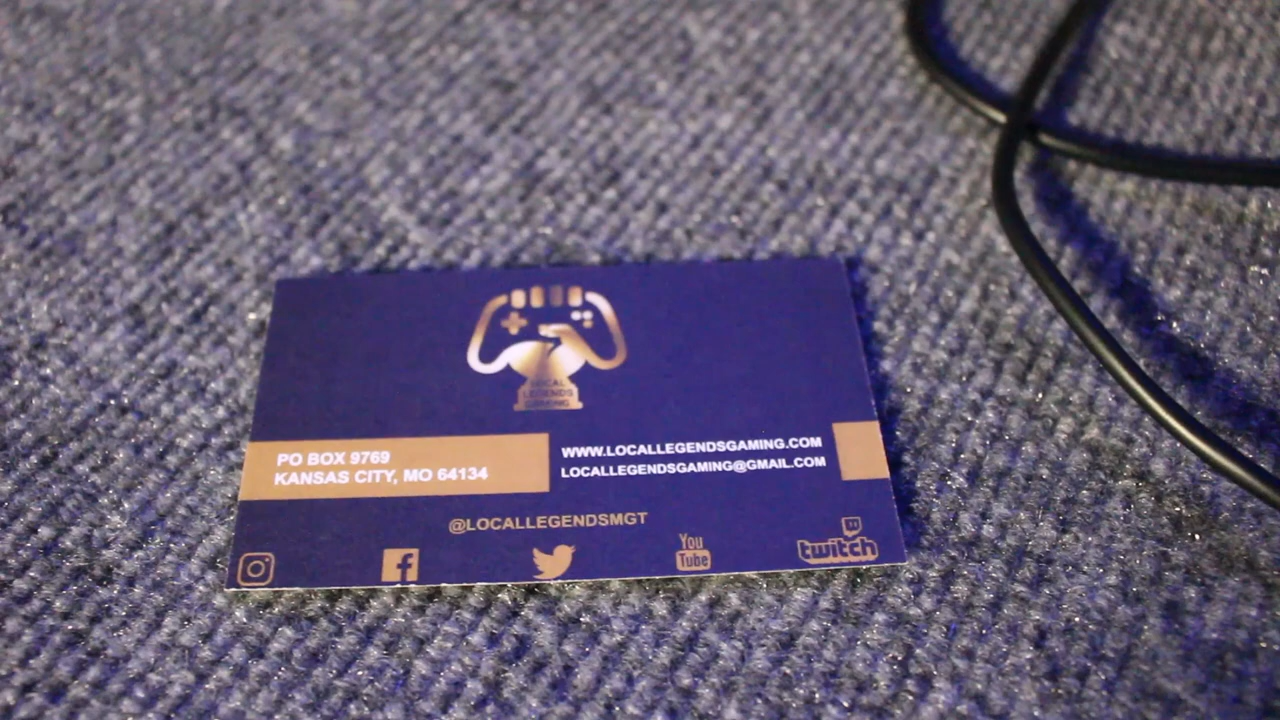 LOCAL
LEGENDS
GAMING
PO BOX 9769
KANSAS CITY, MO 64134
WWW.LOCALLEGENDSGAMING.COM
LOCALLEGENDSGAMING@GMAIL.COM
@LOCALLEGENDSMGT
You
Tube
twitch